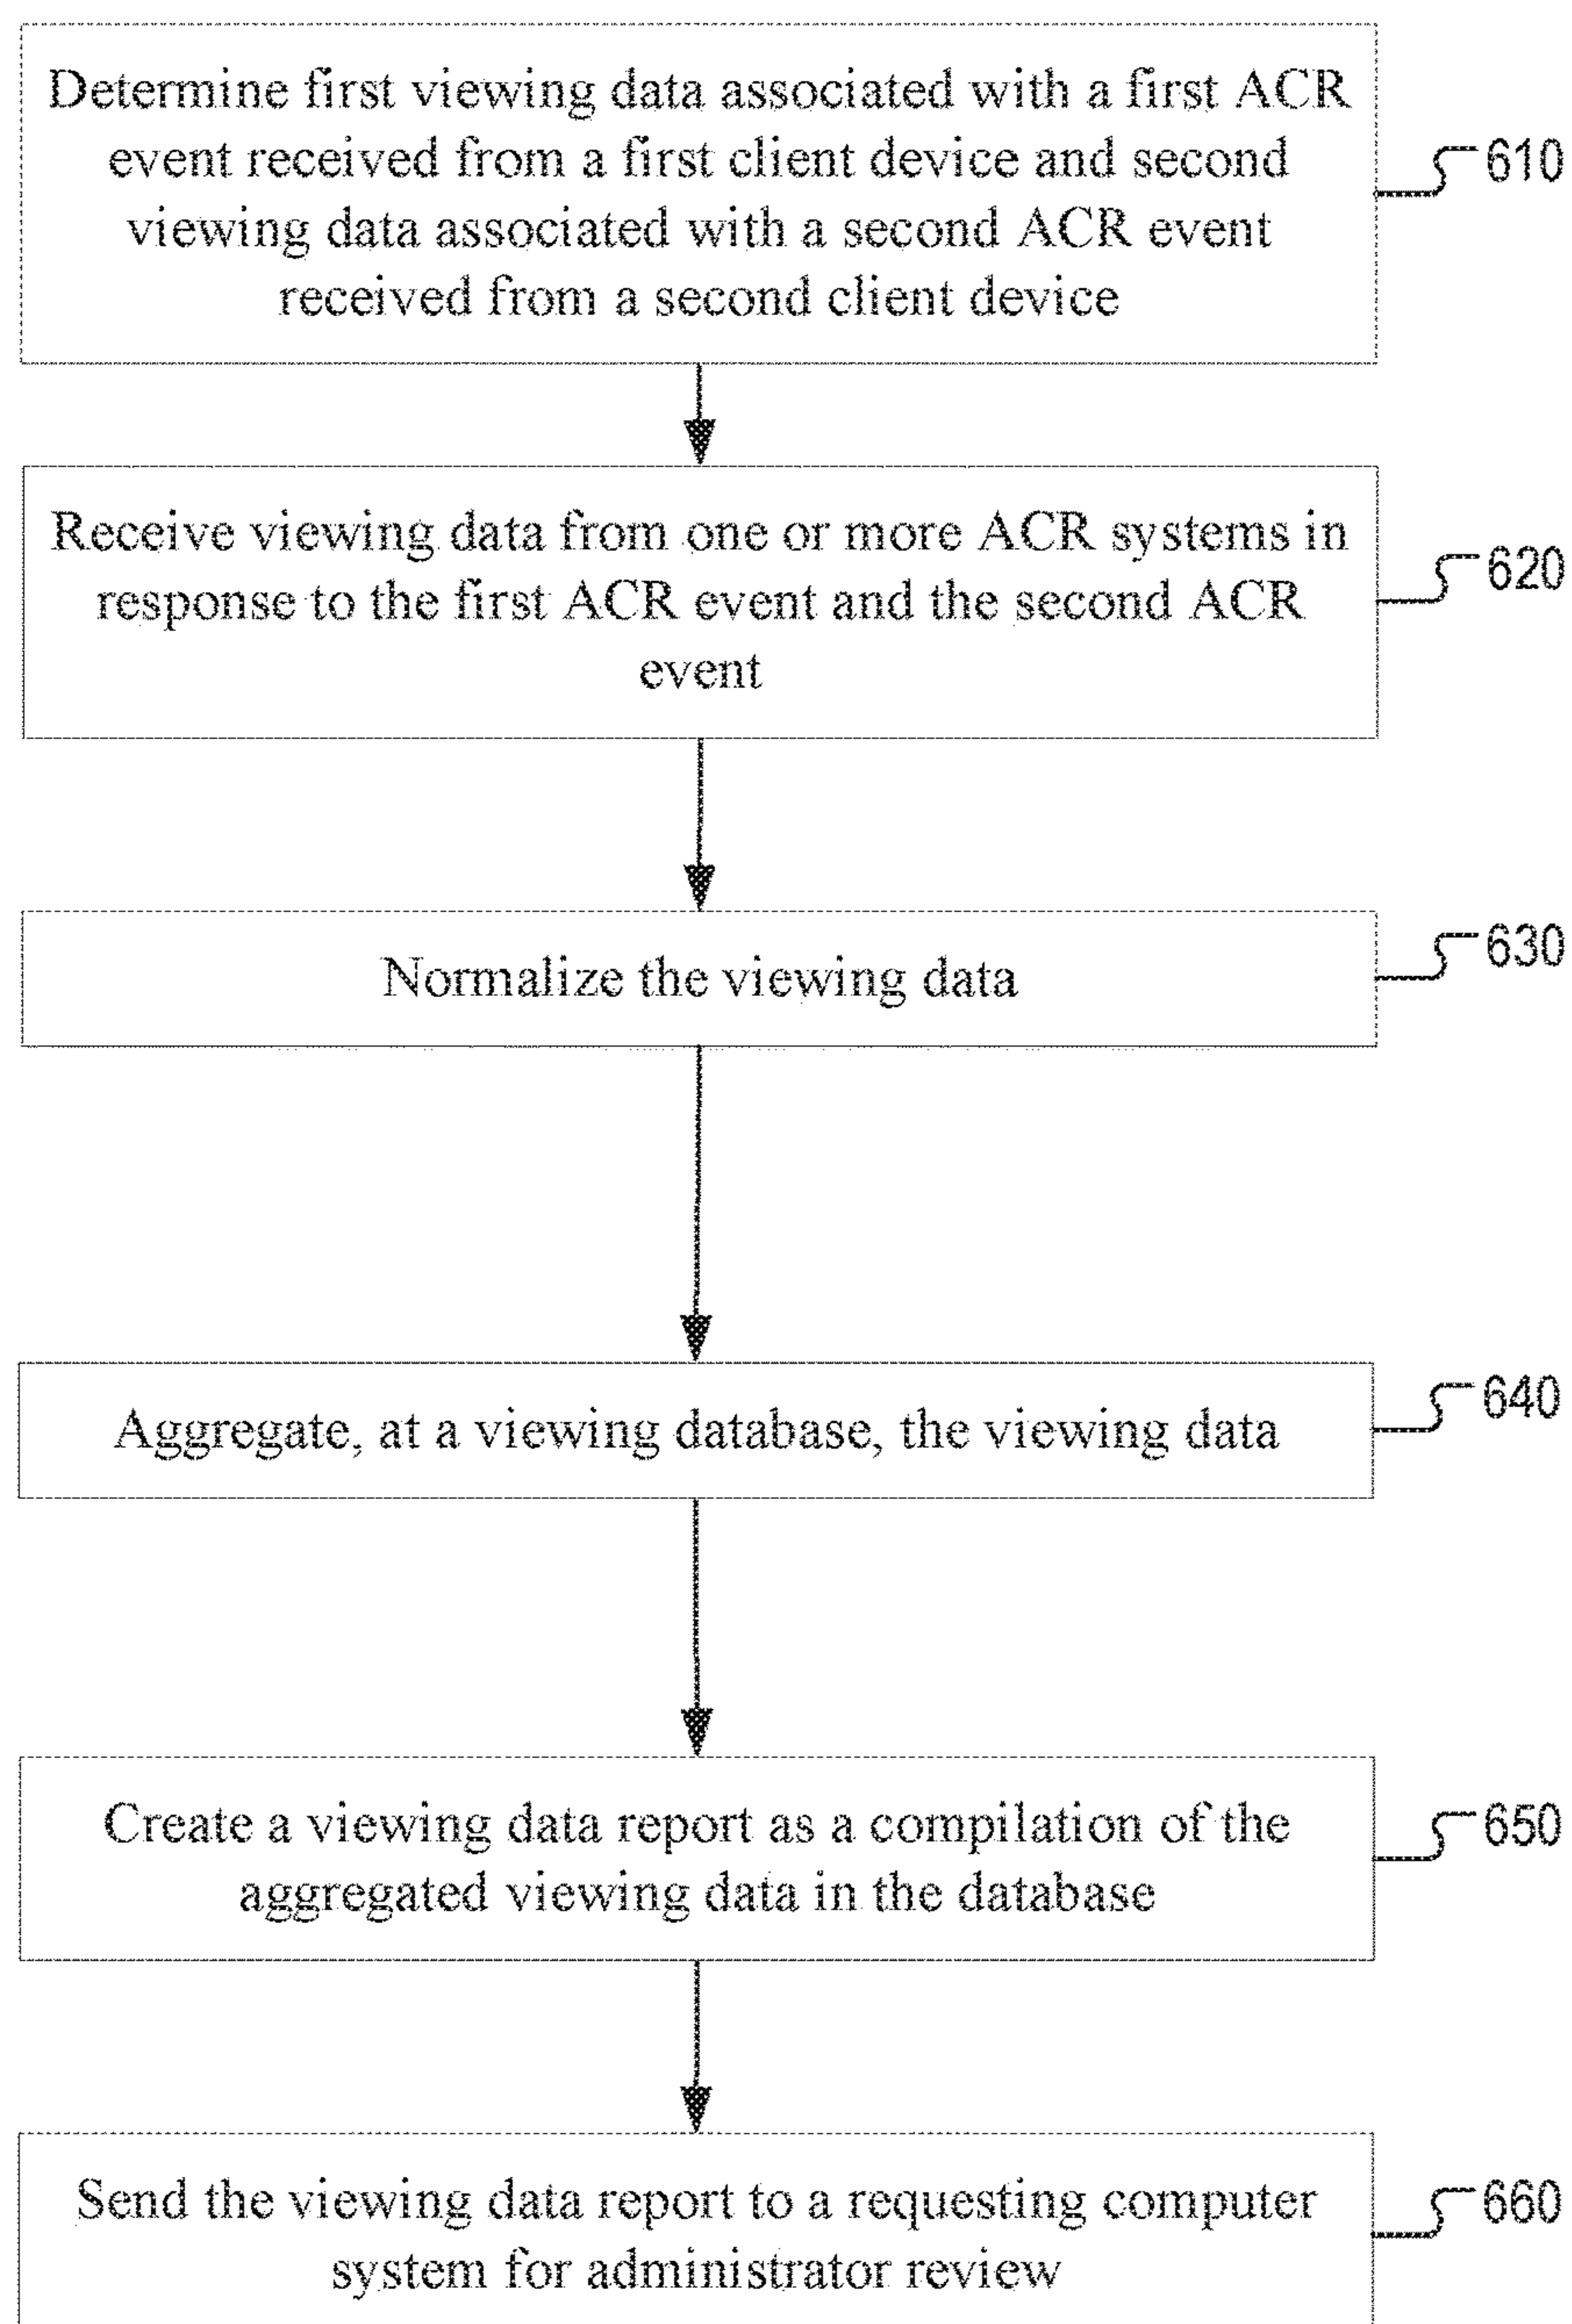 Determine first viewing data associated with a first ACR
event received from a first client device and second
viewing data associated with a second ACR event
received from a second client device
610
Receive viewing data from one or more ACR systems in
response to the first ACR event and the second ACR
event
620
Normalize the viewing data
630
Aggregate, at a viewing database, the viewing data
640
Create a viewing data report as a compilation of the
aggregated viewing data in the database
650
Send the viewing data report to a requesting computer
system for administrator review
660